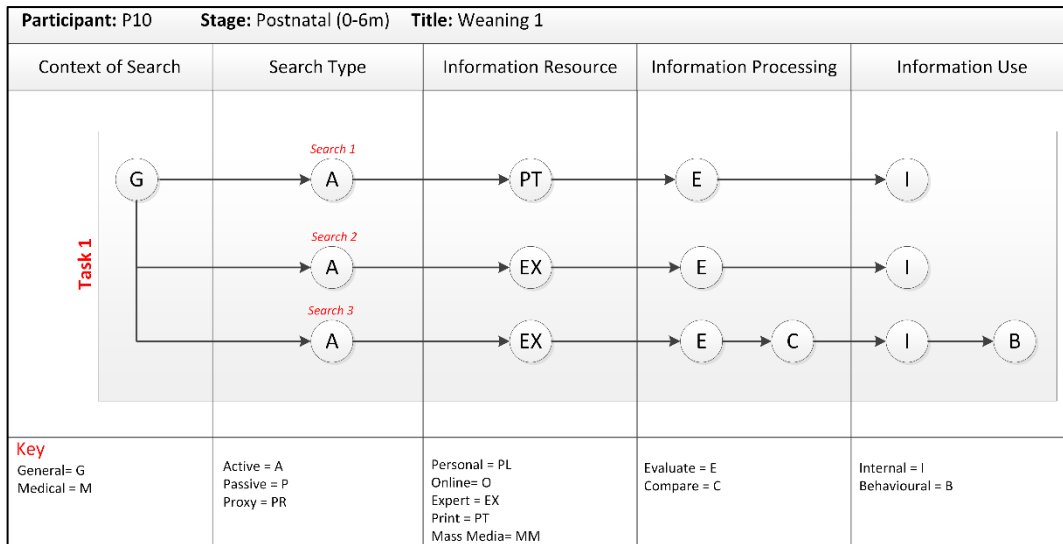 Participant: P10 Stage: Postnatal (0-6m) Title: Weaning 1
Context of Search Search Type Information Resource Information Processing Information Use
Task 1
Search 1
G A PT E I
Search 2
A EX E I
Search 3
A EX E C I B
Key
General= G
Medical = M
Active = A
Passive = P
Proxy = PR
Personal = PL
Online= O
Expert = EX
Print = PT
Mass Media= MM
Evaluate = E
Compare = C
Internal = I
Behavioural = B